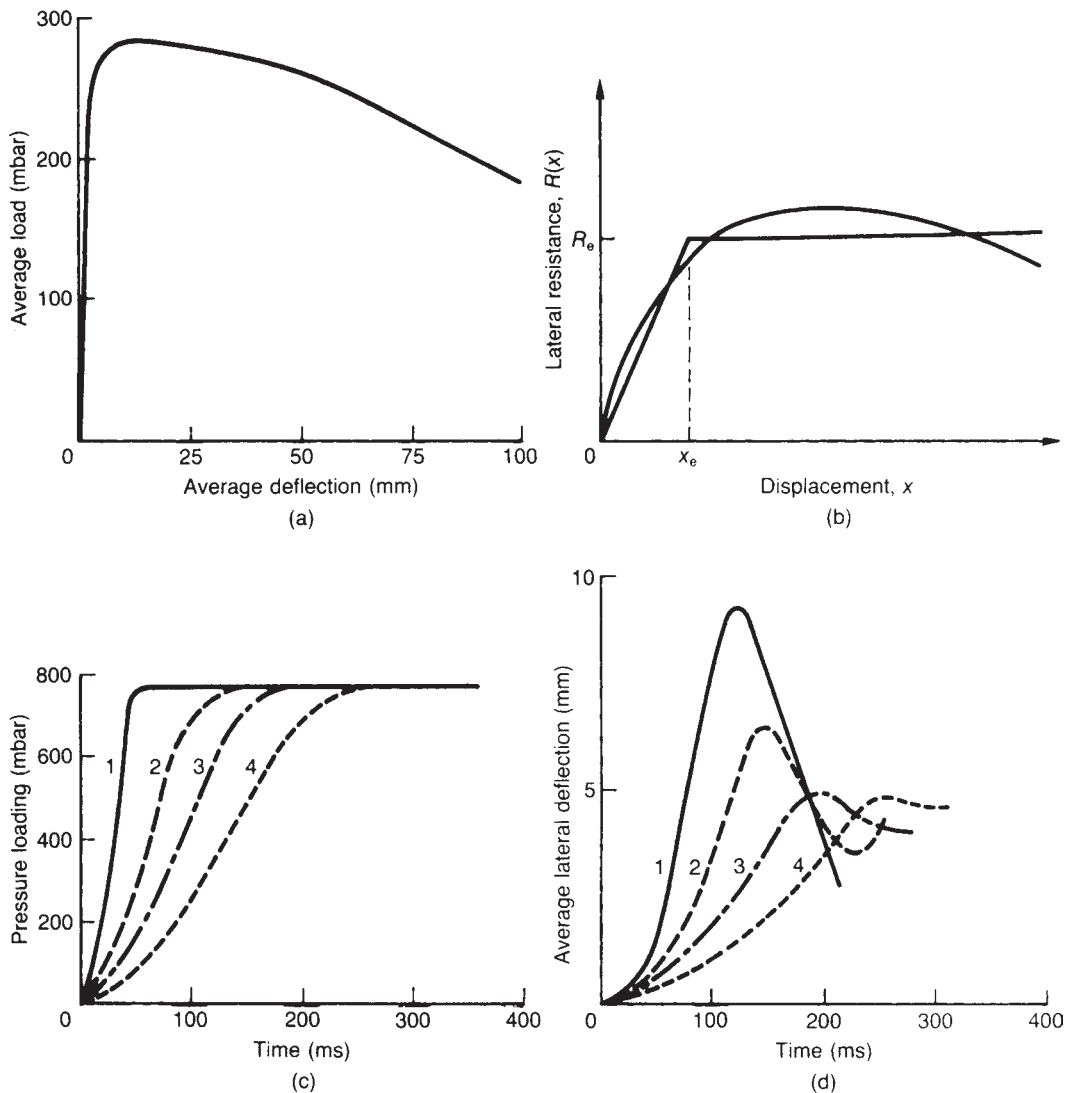 300
200
100
0
25
50
75
100
Average load (mbar)
Average deflection (mm)
(a)
Lateral resistance, R(x)
Re
0
xe
Displacement, x
(b)
800
600
400
200
0
100
200
300
400
1
2
3
4
Pressure loading (mbar)
Time (ms)
(c)
10
5
0
100
200
300
400
1
2
3
4
Average lateral deflection (mm)
Time (ms)
(d)